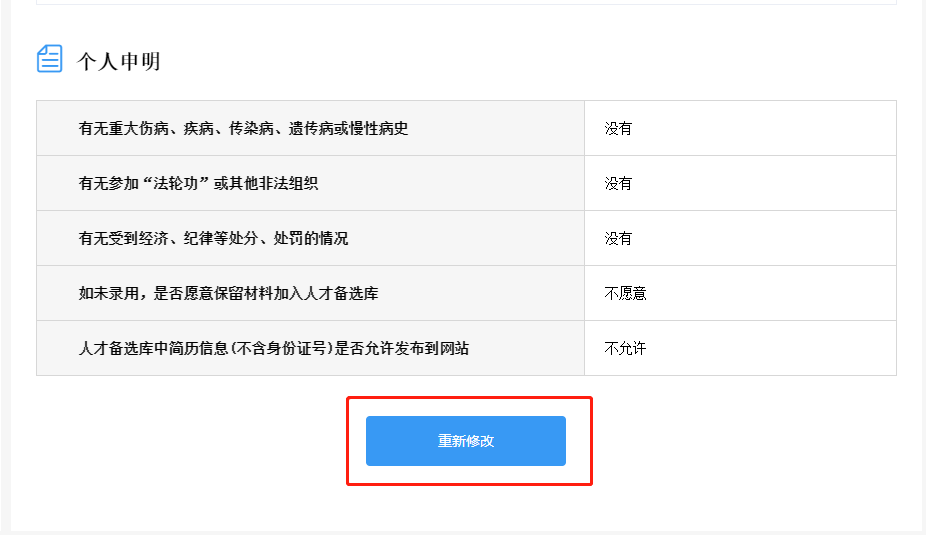 个人申明
有无重大伤病、疾病、传染病、遗传病或慢性病史
没有
有无参加“法轮功”或其他非法组织
没有
有无受到经济、纪律等处分、处罚的情况
没有
如未录用，是否愿意保留材料加入人才备选库
不愿意
人才备选库中简历信息(不含身份证号)是否允许发布到网站
不允许
重新修改